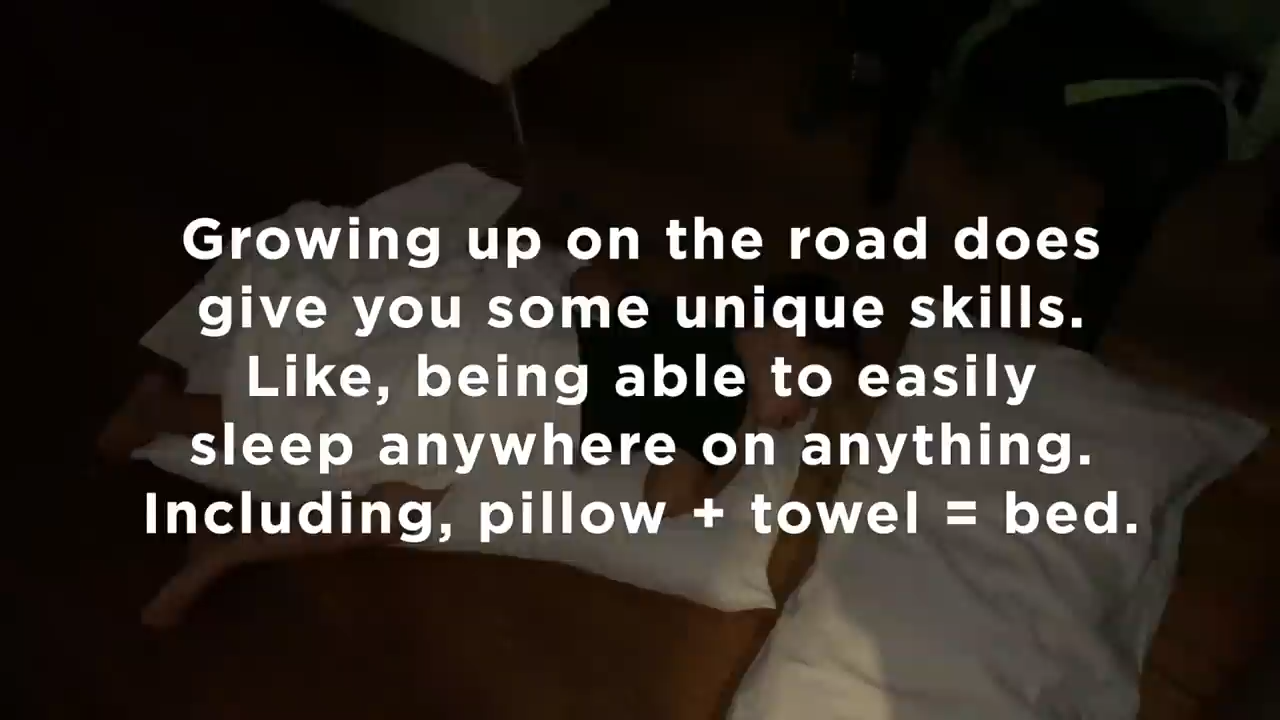 Growing up on the road does
give you some unique skills.
Like, being able to easily
sleep anywhere on anything.
Including, pillow + towel = bed.